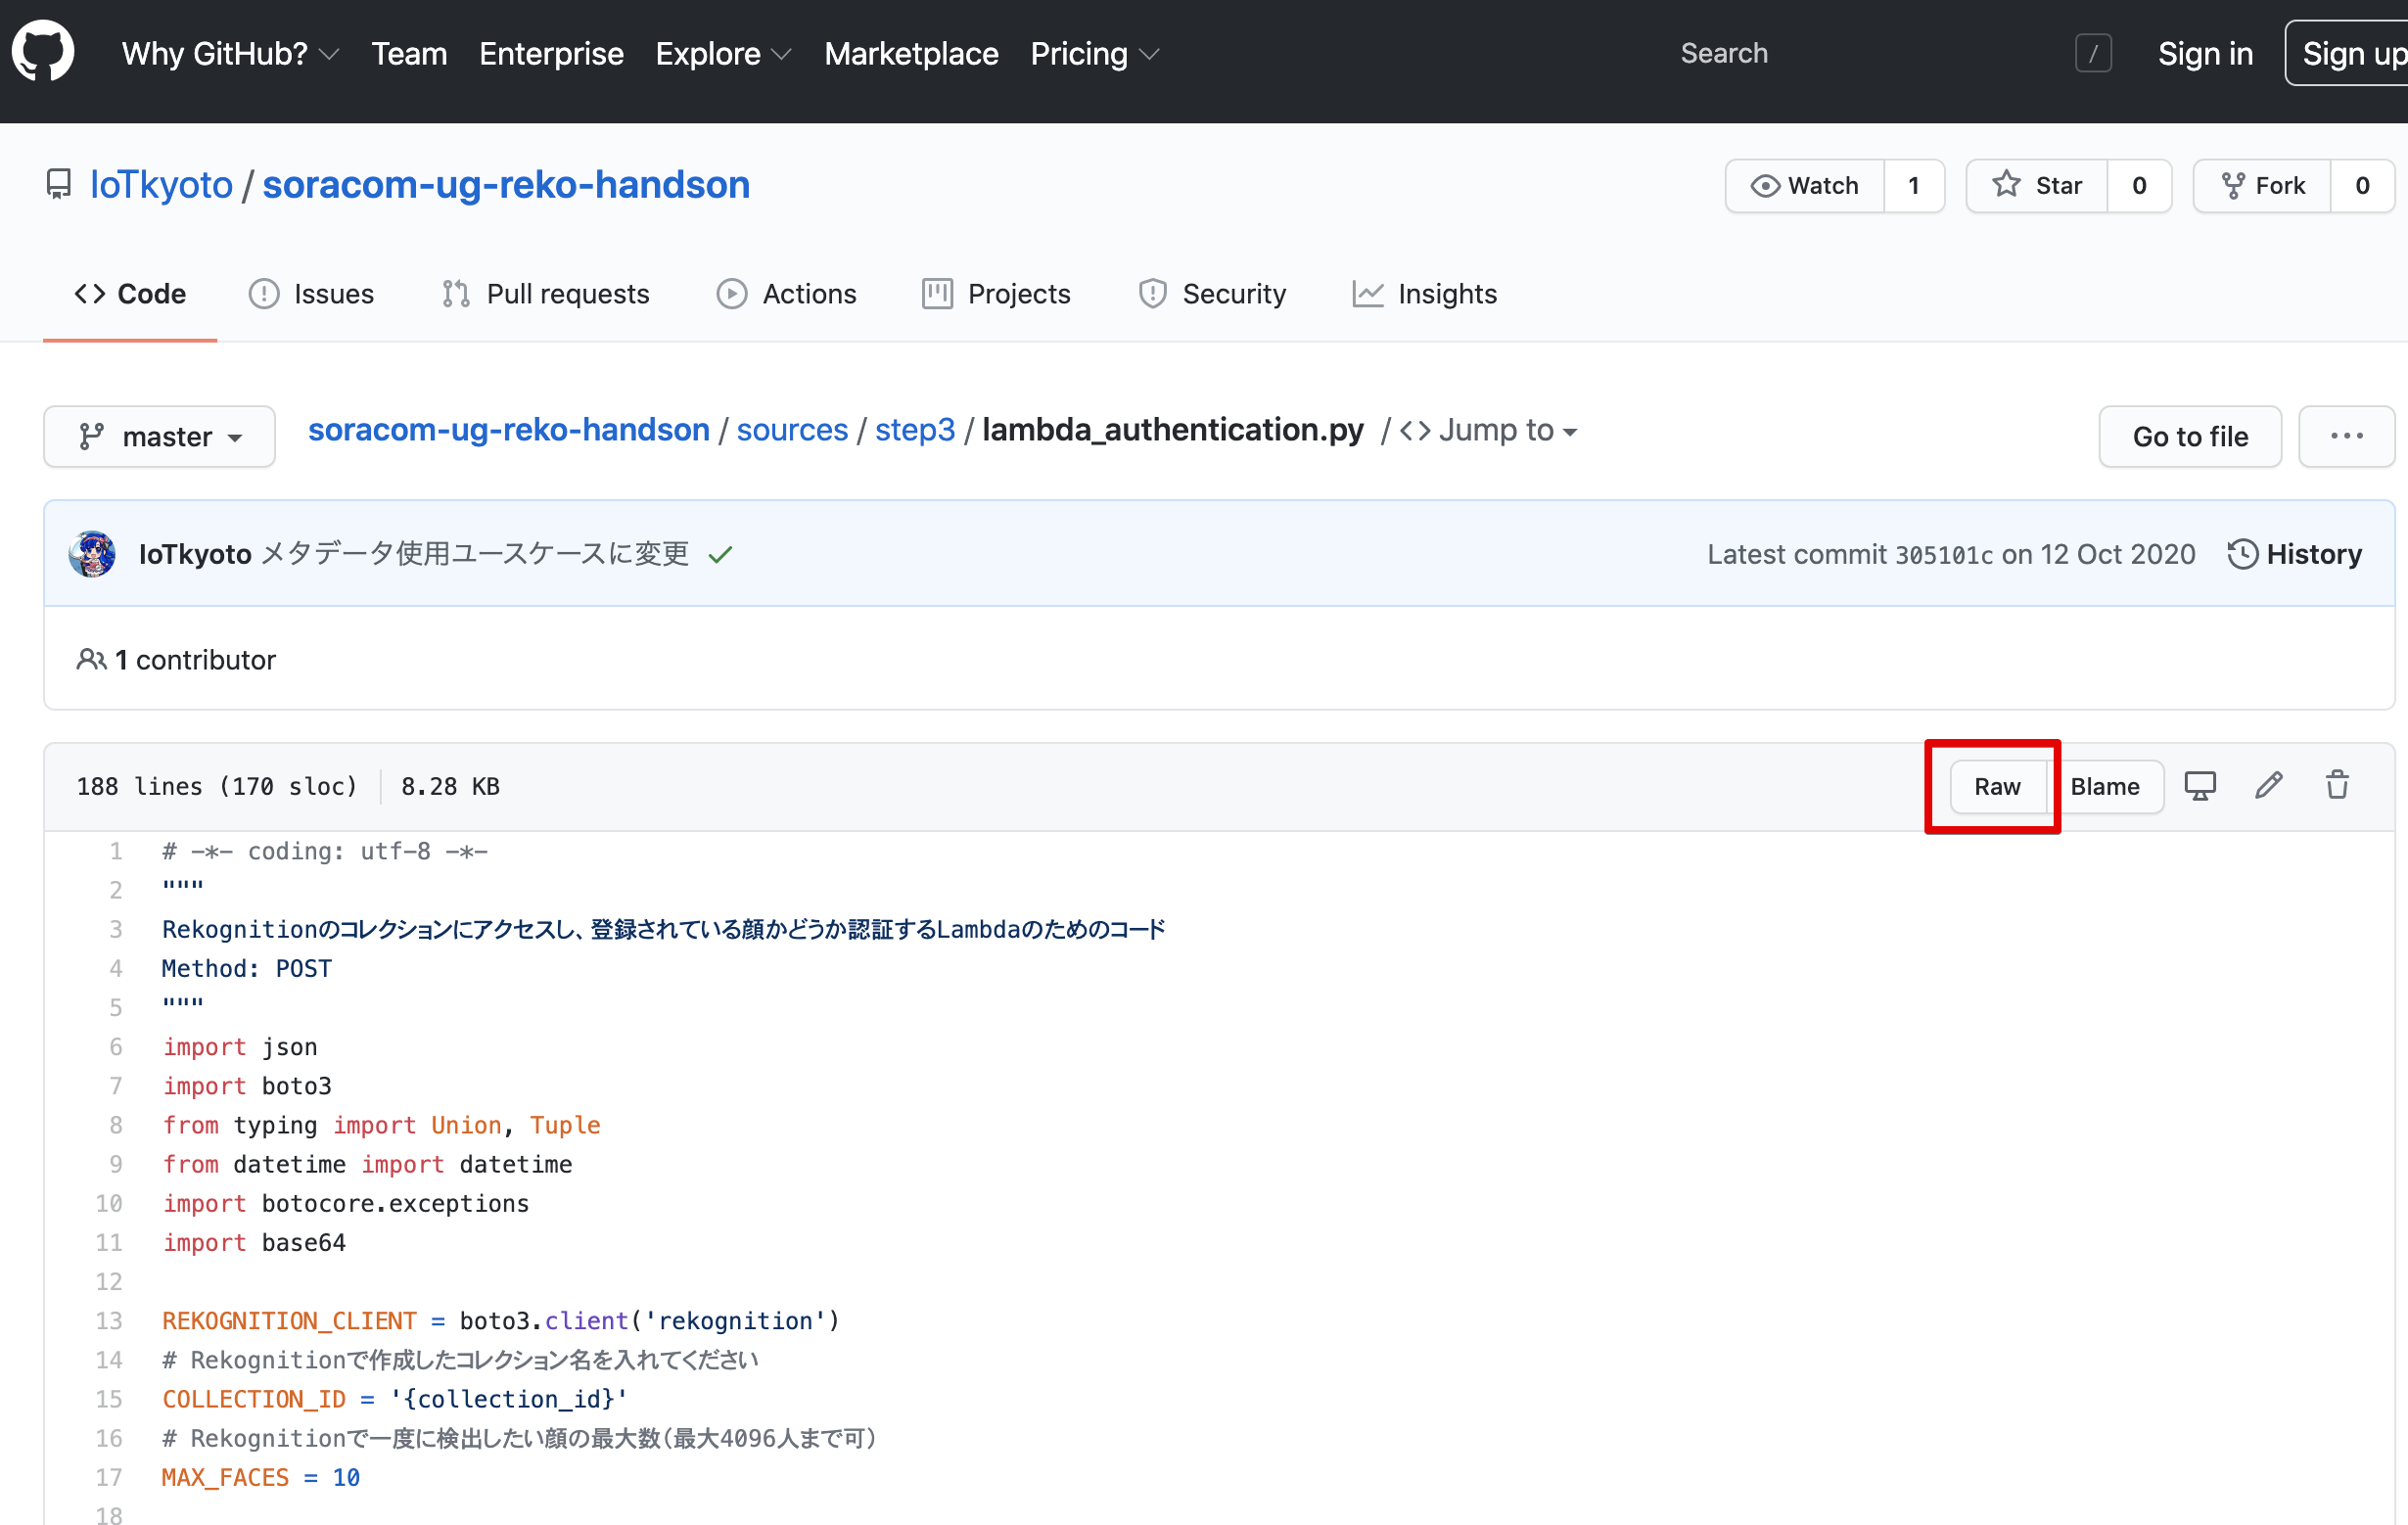 Why GitHub? Team Enterprise Explore Marketplace Pricing Search / Sign in Sign up
IoTkyoto / soracom-ug-reko-handson Watch 1 Star 0 Fork 0
Code Issues Pull requests Actions Projects Security Insights
master soracom-ug-reko-handson / sources / step3 / lambda_authentication.py / <> Jump to Go to file ...
IoTkyoto メタデータ使用ユースケースに変更 Latest commit 305101c on 12 Oct 2020 History
1 contributor
188 lines (170 sloc) 8.28 KB Raw Blame
1 # -*- coding: utf-8 -*-
2 """
3 Rekognitionのコレクションにアクセスし、登録されている顔かどうか認証するLambdaのためのコード
4 Method: POST
5 """
6 import json
7 import boto3
8 from typing import Union, Tuple
9 from datetime import datetime
10 import botocore.exceptions
11 import base64
12
13 REKOGNITION_CLIENT = boto3.client('rekognition')
14 # Rekognitionで作成したコレクション名を入れてください
15 COLLECTION_ID = '{collection_id}'
16 # Rekognitionで一度に検出したい顔の最大数（最大4096人まで可）
17 MAX_FACES = 10
18